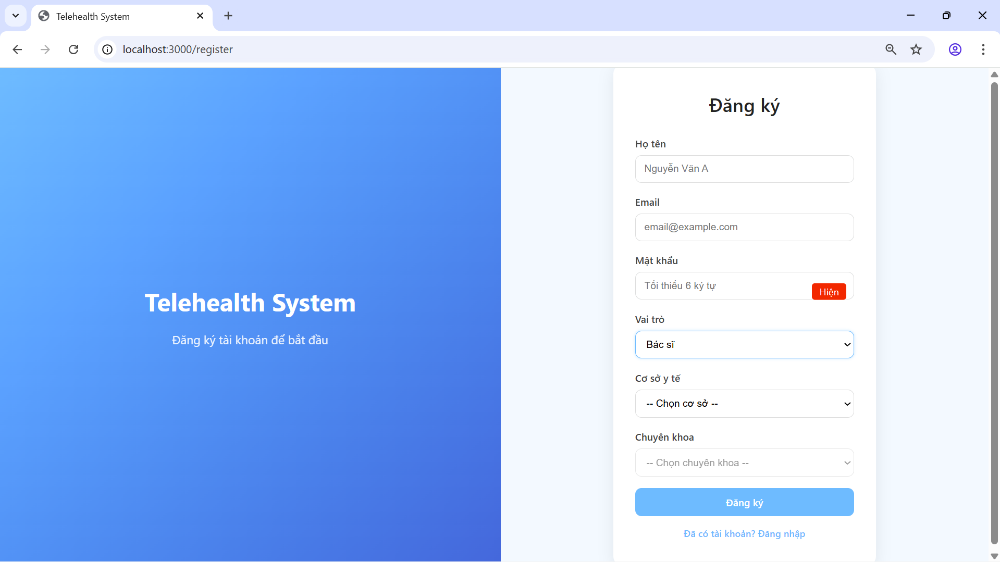 Telehealth System
localhost:3000/register
Telehealth System
Đăng ký tài khoản để bắt đầu
Đăng ký
Họ tên
Nguyễn Văn A
Email
email@example.com
Mật khẩu
Tối thiểu 6 ký tự
Hiện
Vai trò
Bác sĩ
Cơ sở y tế
-- Chọn cơ sở --
Chuyên khoa
-- Chọn chuyên khoa --
Đăng ký
Đã có tài khoản? Đăng nhập